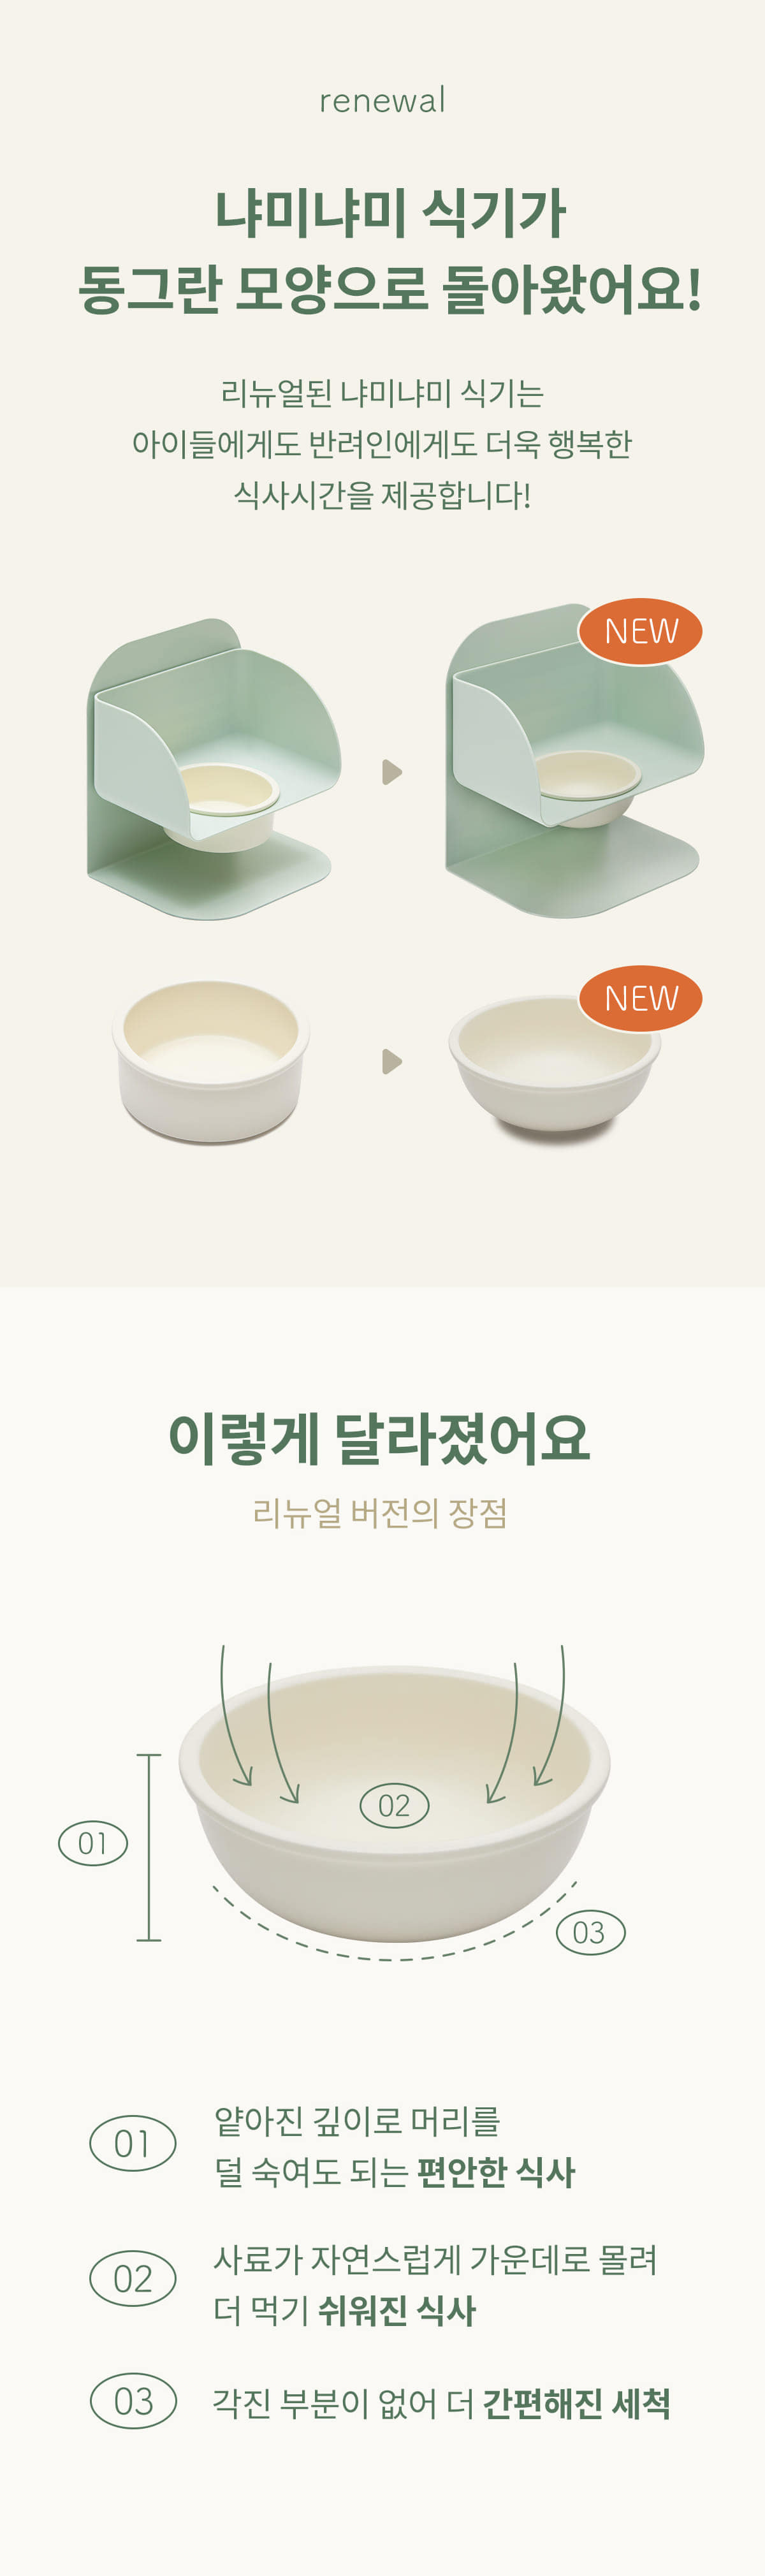 renewal
냐미냐미 식기가
동그란 모양으로 돌아왔어요!
리뉴얼된 냐미냐미 식기는
아이들에게도 반려인에게도 더욱 행복한
식사시간을 제공합니다!
NEW
NEW
이렇게 달라졌어요
리뉴얼 버전의 장점
02
01
03
01
얕아진 깊이로 머리를
덜 숙여도 되는 편안한 식사
02
사료가 자연스럽게 가운데로 몰려
더 먹기 쉬워진 식사
03
각진 부분이 없어 더 간편해진 세척